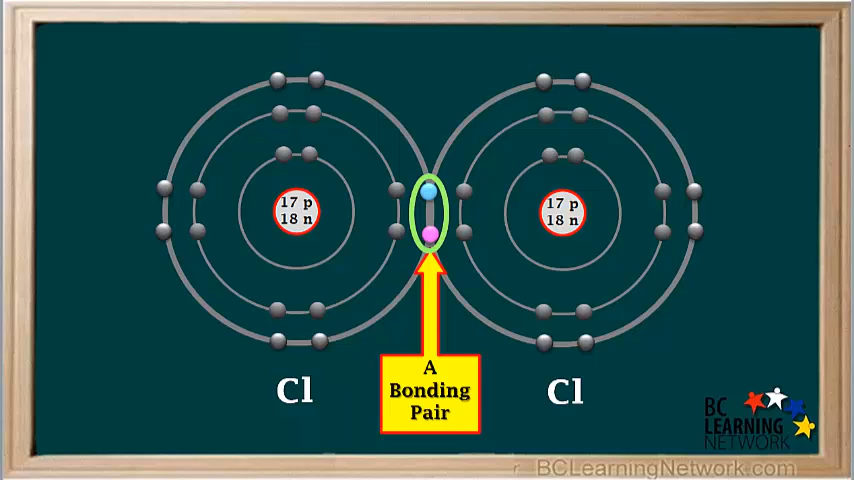 17 p
18 n
17 p
18 n
Cl
Cl
A
Bonding
Pair
BC
LEARNING
NETWORK
BCLearningNetwork.com